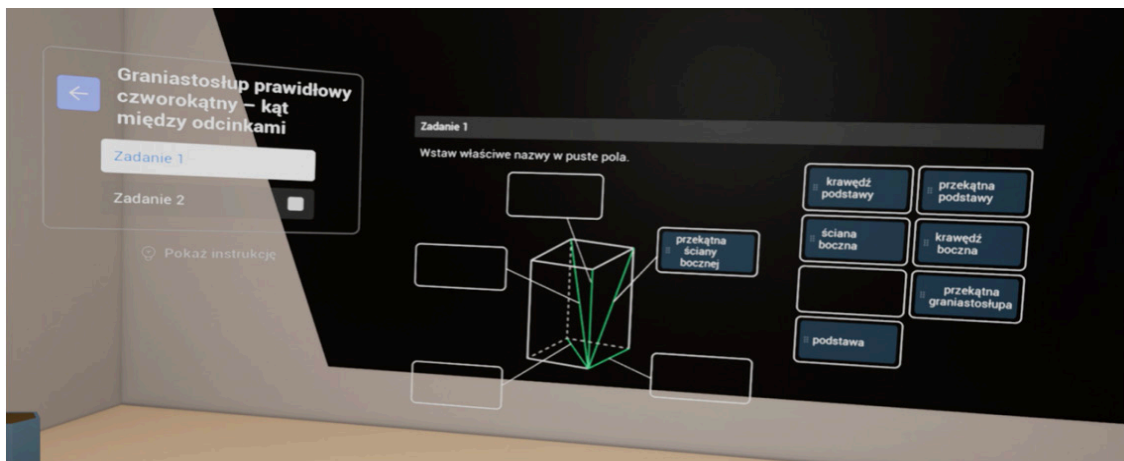 Graniastosłup prawidłowy
czworokątny – kąt
między odcinkami
Zadanie 1
Zadanie 2
Pokaż instrukcję
Zadanie 1
Wstaw właściwe nazwy w puste pola.
przekątna
ściany
bocznej
krawędź
podstawy
przekątna
podstawy
ściana
boczna
krawędź
boczna
przekątna
graniastosłupa
podstawa